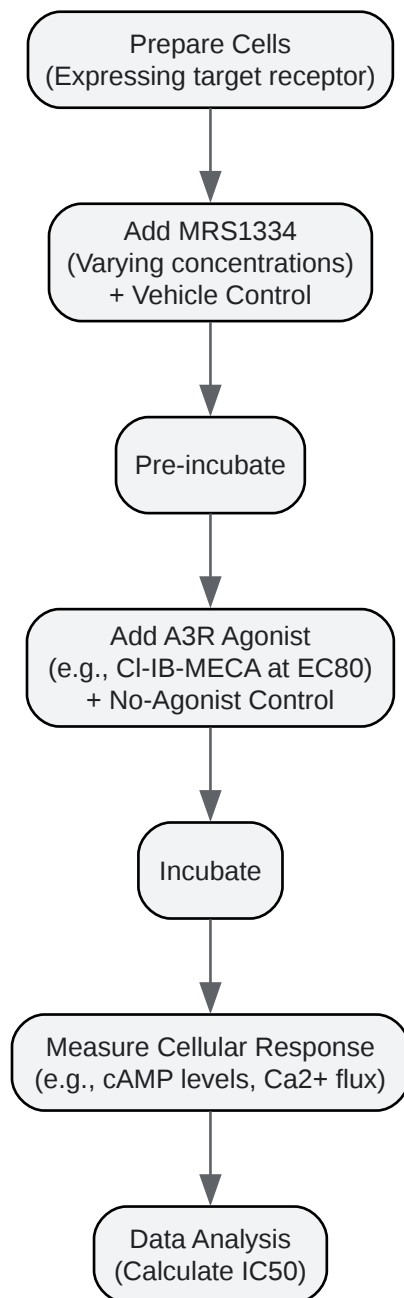 Prepare Cells
(Expressing target receptor)
Add MRS1334
(Varying concentrations)
+ Vehicle Control
Pre-incubate
Add A3R Agonist
(e.g., Cl-IB-MECA at EC80)
+ No-Agonist Control
Incubate
Measure Cellular Response
(e.g., cAMP levels, Ca2+ flux)
Data Analysis
(Calculate IC50)